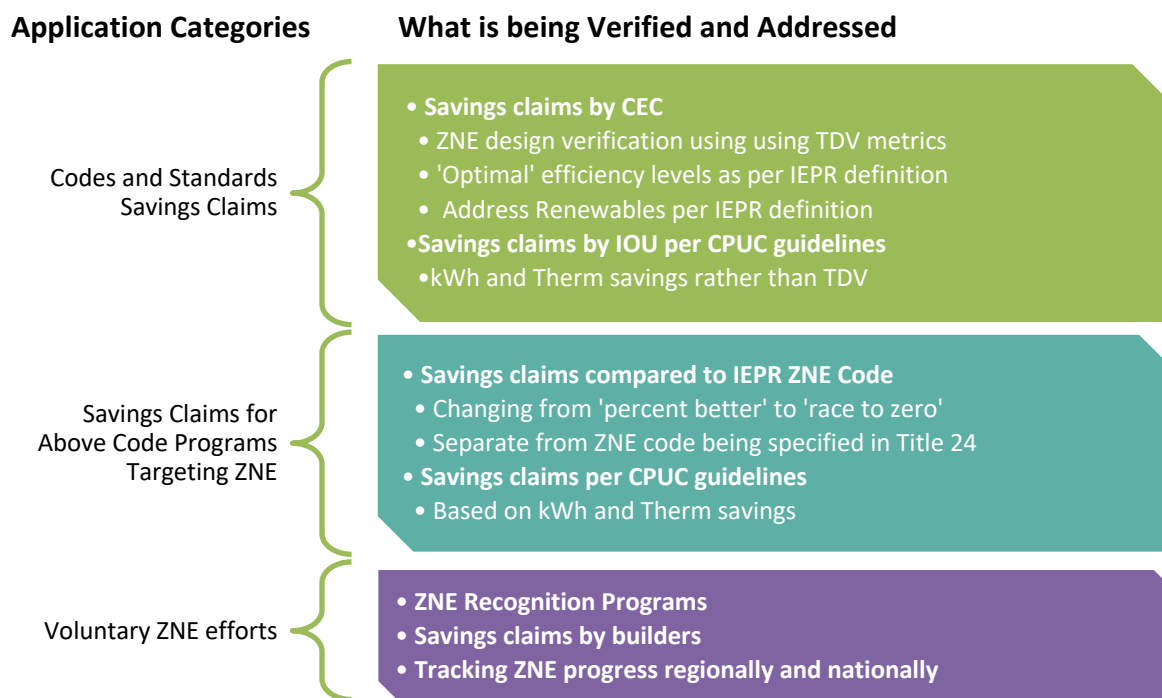 Application Categories
What is being Verified and Addressed
Codes and Standards
Savings Claims
• Savings claims by CEC
• ZNE design verification using using TDV metrics
• 'Optimal' efficiency levels as per IEPR definition
• Address Renewables per IEPR definition
•Savings claims by IOU per CPUC guidelines
•kWh and Therm savings rather than TDV
Savings Claims for
Above Code Programs
Targeting ZNE
• Savings claims compared to IEPR ZNE Code
• Changing from 'percent better' to 'race to zero'
• Separate from ZNE code being specified in Title 24
• Savings claims per CPUC guidelines
• Based on kWh and Therm savings
Voluntary ZNE efforts
• ZNE Recognition Programs
• Savings claims by builders
• Tracking ZNE progress regionally and nationally